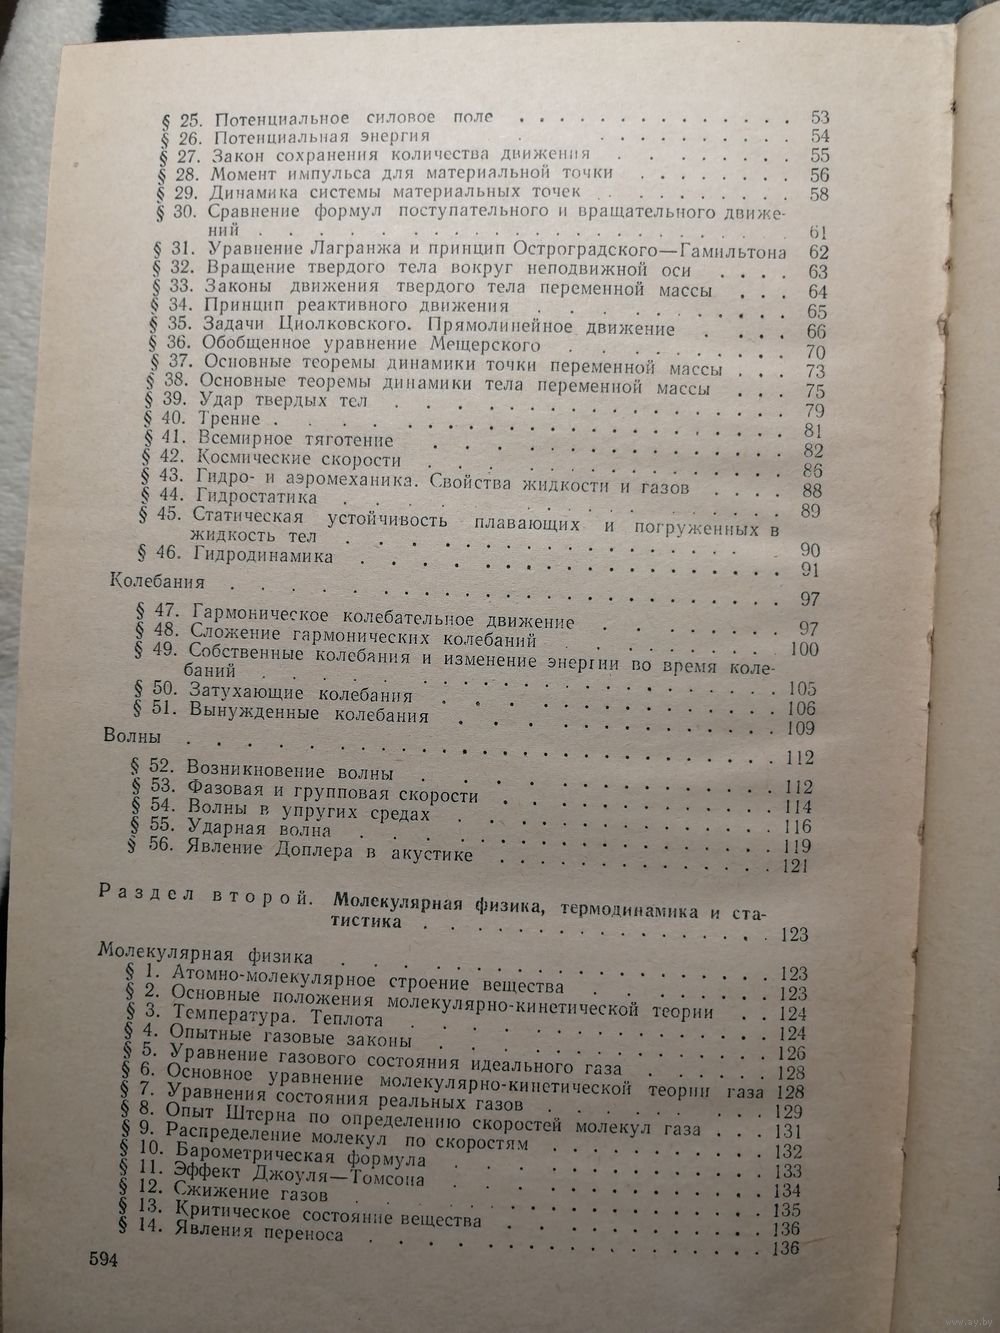 § 25. Потенциальное силовое поле . . . . . . . . . . . . . . 53
§ 26. Потенциальная энергия . . . . . . . . . . . 54
§ 27. Закон сохранения количества движения . . . . . . . . 55
§ 28. Момент импульса для материальной точки . . . . . . . . 56
§ 29. Динамика системы материальных точек . . . . . . . . . 58
§ 30. Сравнение формул поступательного и вращательного движе-
ний . . . . . . . . . . . . . . . . . . . 61
§ 31. Уравнение Лагранжа и принцип Остроградского—Гамильтона 62
§ 32. Вращение твердого тела вокруг неподвижной оси . . . . 63
§ 33. Законы движения твердого тела переменной массы . . . 64
§ 34. Принцип реактивного движения . . . . . . . . . . 65
§ 35. Задачи Циолковского. Прямолинейное движение . . . . 66
§ 36. Обобщенное уравнение Мещерского . . . . . . . . . 70
§ 37. Основные теоремы динамики точки переменной массы . . . 73
§ 38. Основные теоремы динамики тела переменной массы . . . 75
§ 39. Удар твердых тел . . . . . . . . . . . . . . . 79
§ 40. Трение . . . . . . . . . . . . . . . . . . 81
§ 41. Всемирное тяготение . . . . . . . . . . . . . 82
§ 42. Космические скорости . . . . . . . . . . . . . 86
§ 43. Гидро- и аэромеханика. Свойства жидкости и газов . . . . 88
§ 44. Гидростатика . . . . . . . . . . . . . . . . 89
§ 45. Статическая устойчивость плавающих и погруженных в
жидкость тел . . . . . . . . . . . . . . . . 90
§ 46. Гидродинамика . . . . . . . . . . . . . . . . 91
Колебания . . . . . . . . . . . . . . . . . . . . . 97
§ 47. Гармоническое колебательное движение . . . . . . . . 97
§ 48. Сложение гармонических колебаний . . . . . . . . . 100
§ 49. Собственные колебания и изменение энергии во время коле-
баний . . . . . . . . . . . . . . . . . . . 105
§ 50. Затухающие колебания . . . . . . . . . . . . . 106
§ 51. Вынужденные колебания . . . . . . . . . . . . . 109
Волны . . . . . . . . . . . . . . . . . . . . . . 112
§ 52. Возникновение волны . . . . . . . . . . . . . . 112
§ 53. Фазовая и групповая скорости . . . . . . . . . . . 114
§ 54. Волны в упругих средах . . . . . . . . . . . . . 116
§ 55. Ударная волна . . . . . . . . . . . . . . . . 119
§ 56. Явление Доплера в акустике . . . . . . . . . . . . 121
Раздел второй. Молекулярная физика, термодинамика и ста-
тистика . . . . . . . . . . . . . . . 123
Молекулярная физика . . . . . . . . . . . . . . . . . 123
§ 1. Атомно-молекулярное строение вещества . . . . . . . . 123
§ 2. Основные положения молекулярно-кинетической теории . . 124
§ 3. Температура. Теплота . . . . . . . . . . . . . . 124
§ 4. Опытные газовые законы . . . . . . . . . . . . . 126
§ 5. Уравнение газового состояния идеального газа . . . . . . 128
§ 6. Основное уравнение молекулярно-кинетической теории газа 128
§ 7. Уравнения состояния реальных газов . . . . . . . . . 129
§ 8. Опыт Штерна по определению скоростей молекул газа . . . 131
§ 9. Распределение молекул по скоростям . . . . . . . . . 132
§ 10. Барометрическая формула . . . . . . . . . . . . . 133
§ 11. Эффект Джоуля—Томсона . . . . . . . . . . . . . 134
§ 12. Сжижение газов . . . . . . . . . . . . . . . . 135
§ 13. Критическое состояние вещества . . . . . . . . . . 136
§ 14. Явления переноса . . . . . . . . . . . . . . . 136
594
www.ay.by